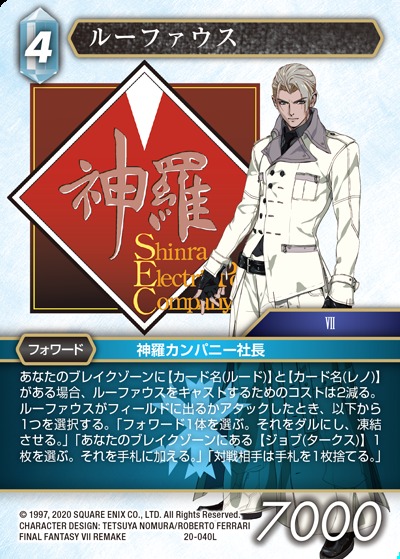 4
ルーファウス
神羅
Shinra
Electric Po
Company
VII
フォワード
神羅カンパニー社長
あなたのブレイクゾーンに【カード名(ルード)】と【カード名(レノ)】
がある場合、ルーファウスをキャストするためのコストは2減る。
ルーファウスがフィールドに出るかアタックしたとき、以下から
1つを選択する。「フォワード1体を選ぶ。それをダルにし、凍結
させる。」「あなたのブレイクゾーンにある【ジョブ(タークス)】1
枚を選ぶ。それを手札に加える。」「対戦相手は手札を1枚捨てる。」
© 1997, 2020 SQUARE ENIX CO., LTD. All Rights Reserved.
CHARACTER DESIGN: TETSUYA NOMURA/ROBERTO FERRARI
FINAL FANTASY VII REMAKE 20-040L
7000